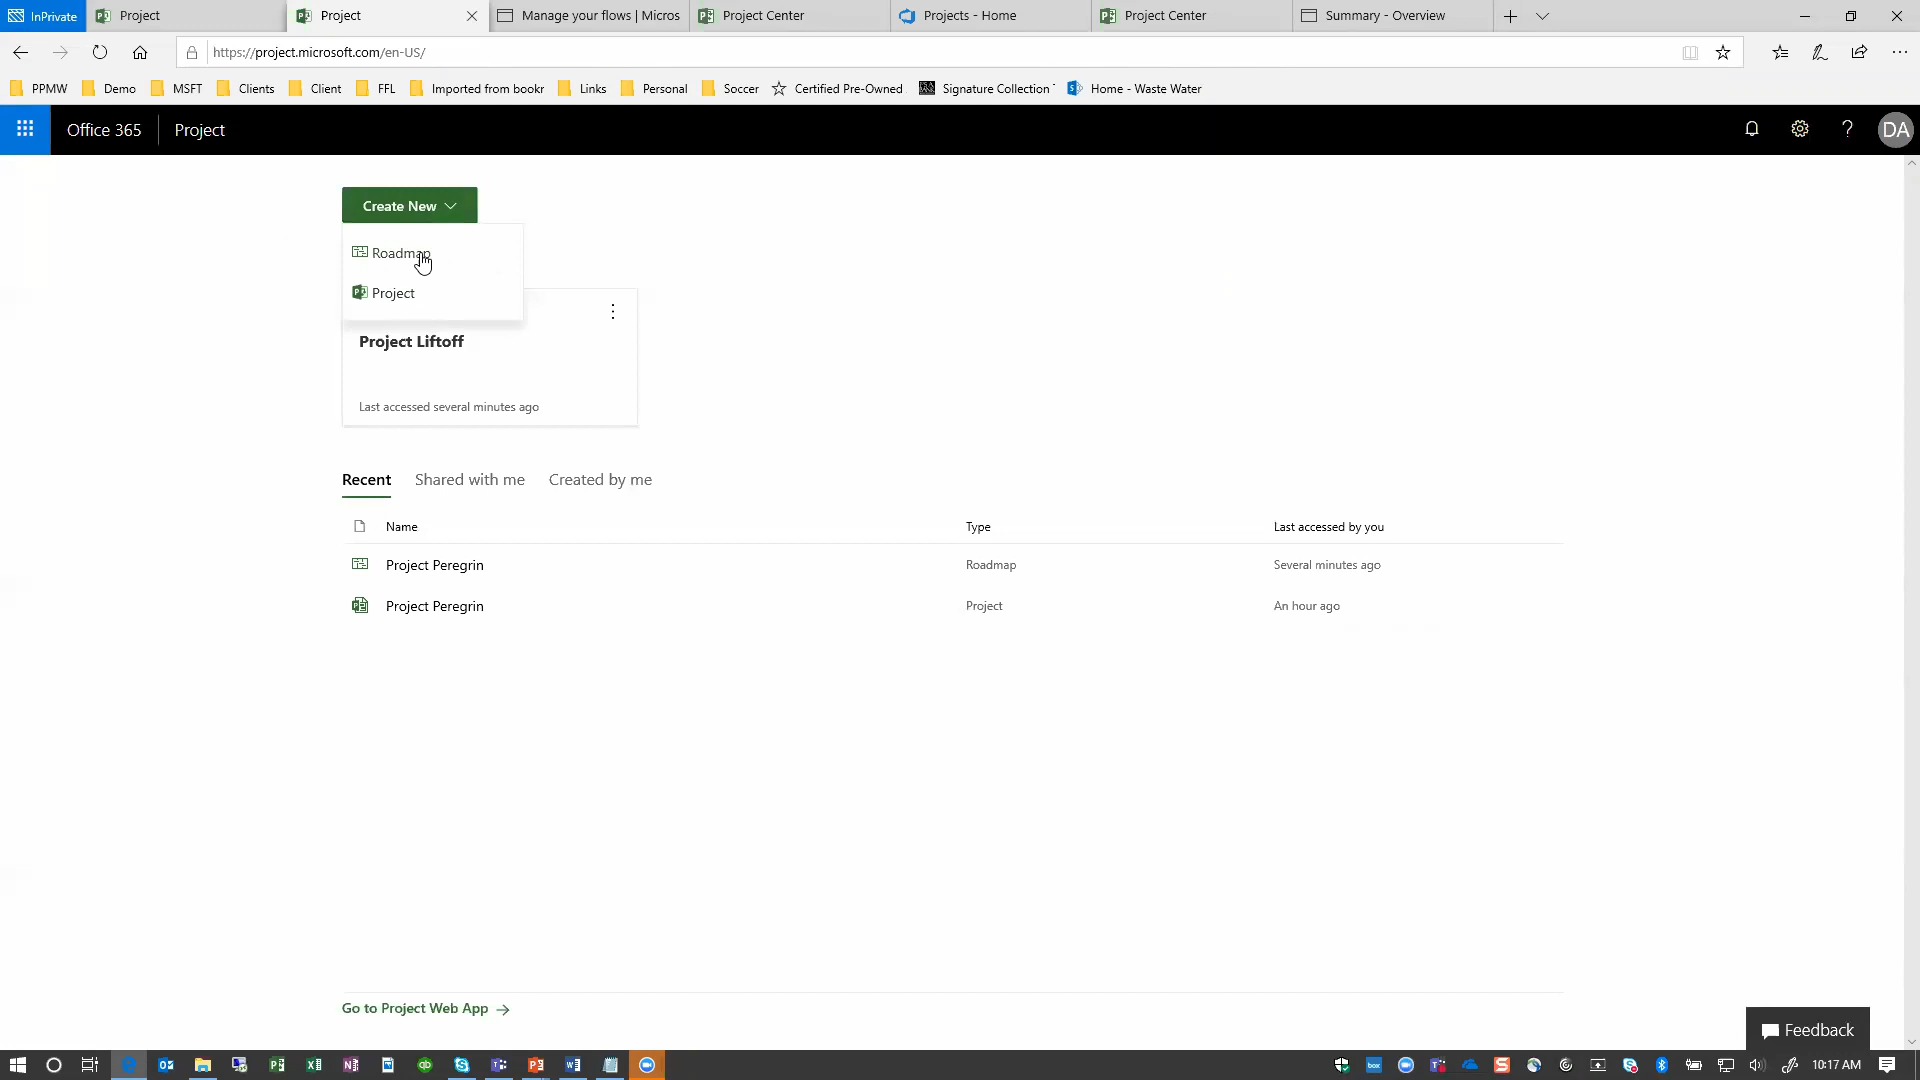 InPrivate Project Project Manage your flows | Micros Project Center Projects - Home Project Center Summary - Overview
https://project.microsoft.com/en-US/
PPMW Demo MSFT Clients Client FFL Imported from bookr Links Personal Soccer Certified Pre-Owned Signature Collection Home - Waste Water
Office 365 Project DA
Create New
Roadmap
Project
Project Liftoff
Last accessed several minutes ago
Recent Shared with me Created by me
Name Type Last accessed by you
Project Peregrin Roadmap Several minutes ago
Project Peregrin Project An hour ago
Go to Project Web App
Feedback
10:17 AM